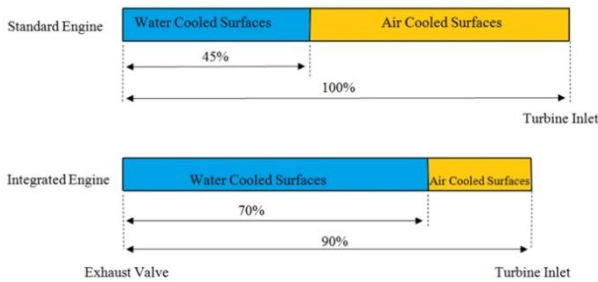 Standard Engine
Water Cooled Surfaces
Air Cooled Surfaces
45%
100%
Turbine Inlet
Integrated Engine
Water Cooled Surfaces
Air Cooled Surfaces
70%
90%
Exhaust Valve
Turbine Inlet